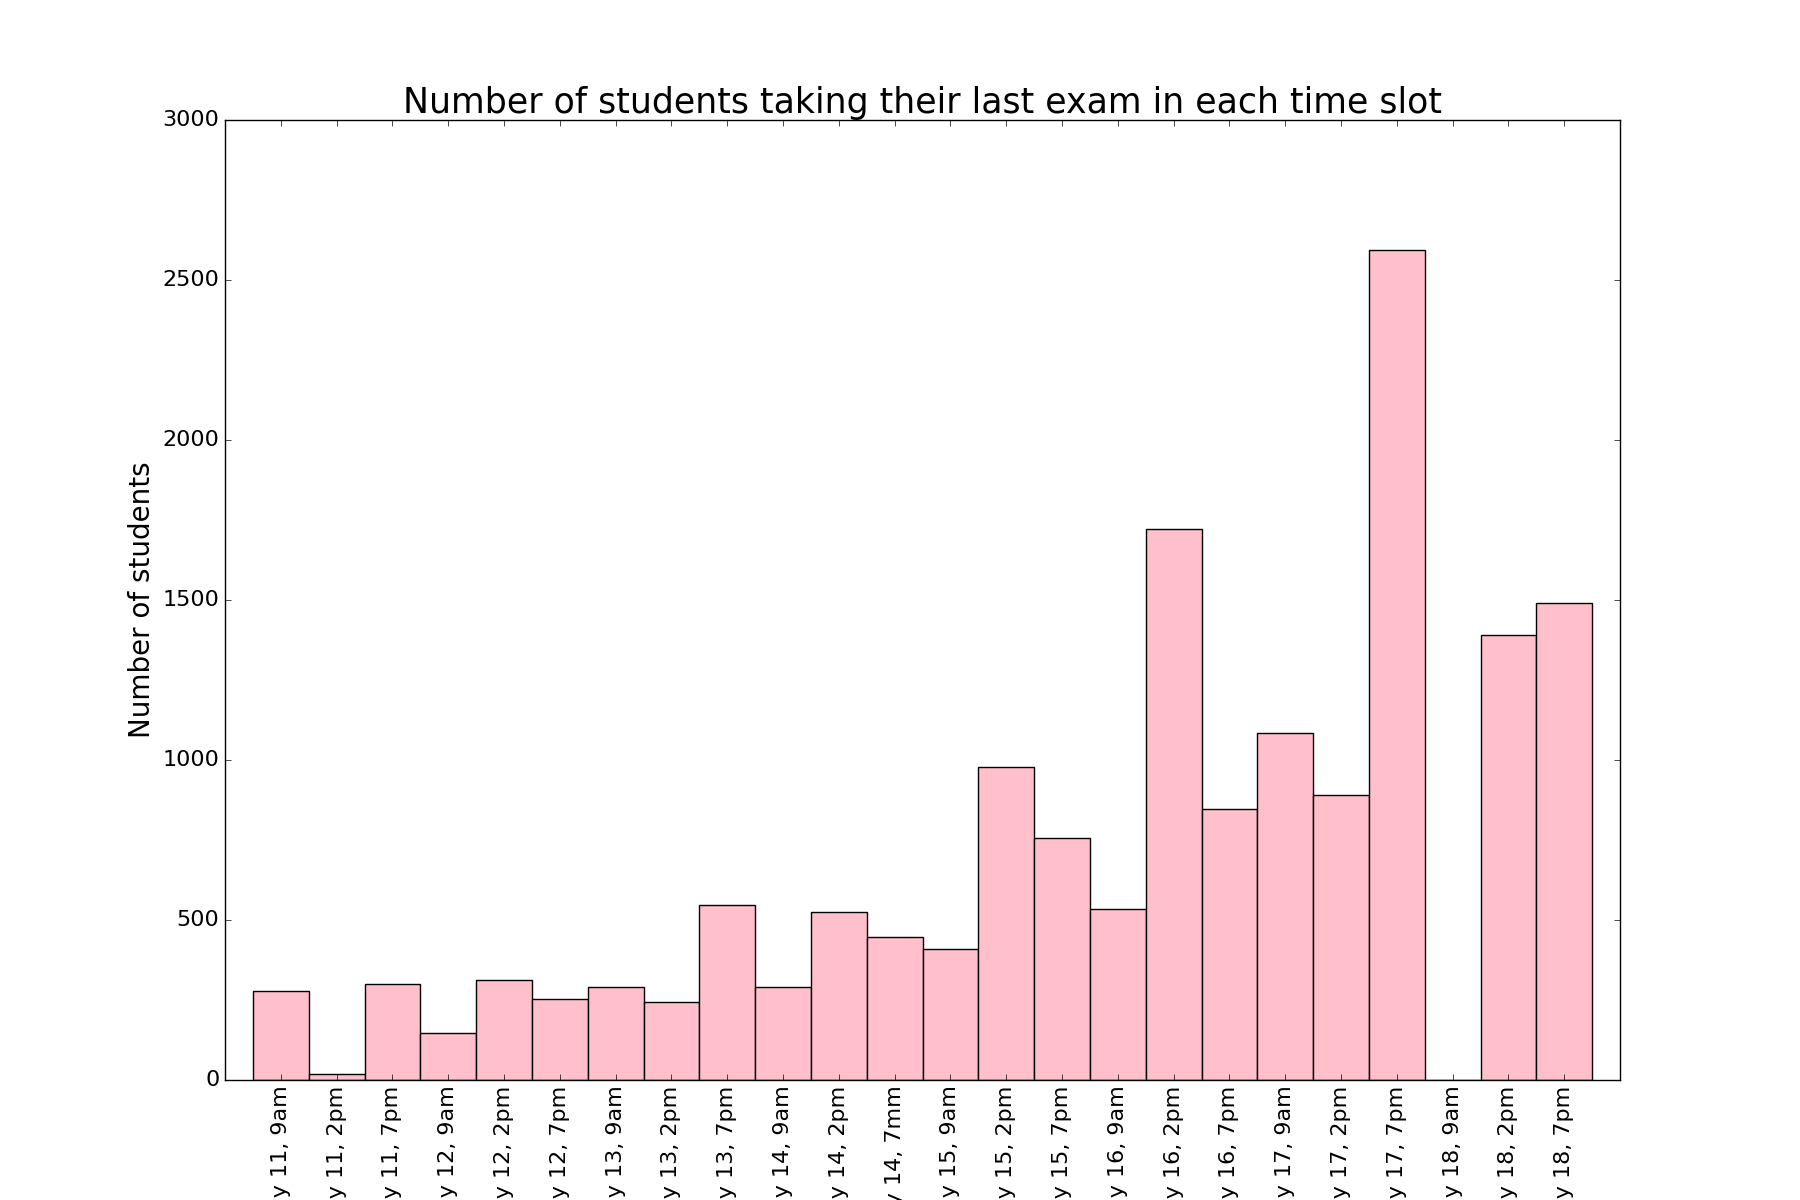 Number of students taking their last exam in each time slot
Number of students
3000
2500
2000
1500
1000
500
0
y 11, 9am
y 11, 2pm
y 11, 7pm
y 12, 9am
y 12, 2pm
y 12, 7pm
y 13, 9am
y 13, 2pm
y 13, 7pm
y 14, 9am
y 14, 2pm
y 14, 7mm
y 15, 9am
y 15, 2pm
y 15, 7pm
y 16, 9am
y 16, 2pm
y 16, 7pm
y 17, 9am
y 17, 2pm
y 17, 7pm
y 18, 9am
y 18, 2pm
y 18, 7pm